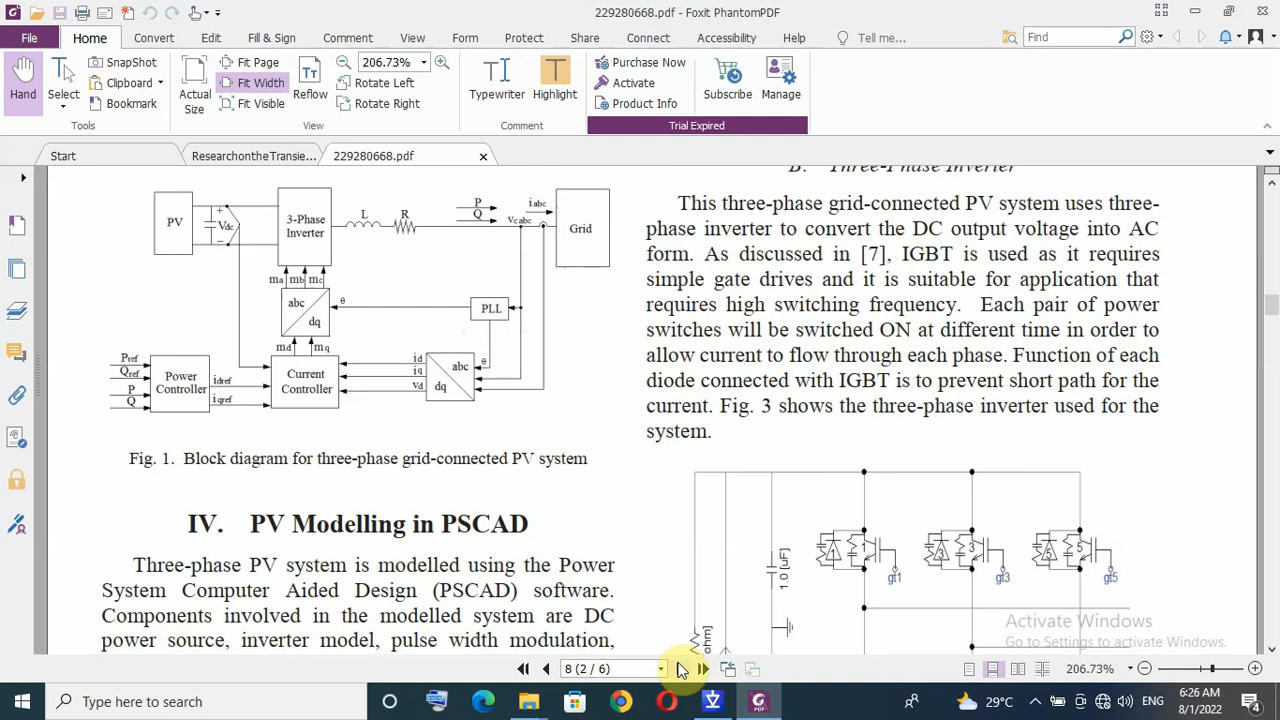 229280668.pdf - Foxit PhantomPDF
File Home Convert Edit Fill & Sign Comment View Form Protect Share Connect Accessibility Help Tell me... Find
Hand
Select
SnapShot
Clipboard
Bookmark
Tools
Actual Size
Fit Page
Fit Width
Fit Visible
Reflow
206.73%
Rotate Left
Rotate Right
View
Typewriter
Highlight
Comment
Purchase Now
Activate
Product Info
Subscribe
Manage
Trial Expired
Start
ResearchontheTransie...
229280668.pdf
PV
+
Vdc
−
3-Phase
Inverter
L
R
P
Q
iabc
vcabc
Grid
ma mb mc
abc
dq
θ
PLL
md mq
Pref
Qref
P
Q
Power
Controller
idref
iqref
Current
Controller
id
iq
vd
abc
dq
θ
Fig. 1. Block diagram for three-phase grid-connected PV system
IV. PV Modelling in PSCAD
Three-phase PV system is modelled using the Power
System Computer Aided Design (PSCAD) software.
Components involved in the modelled system are DC
power source, inverter model, pulse width modulation,
B. Three-Phase Inverter
This three-phase grid-connected PV system uses three-
phase inverter to convert the DC output voltage into AC
form. As discussed in [7], IGBT is used as it requires
simple gate drives and it is suitable for application that
requires high switching frequency. Each pair of power
switches will be switched ON at different time in order to
allow current to flow through each phase. Function of each
diode connected with IGBT is to prevent short path for the
current. Fig. 3 shows the three-phase inverter used for the
system.
1.0 [uF]
1
gt1
3
3
gt3
5
5
gt5
ohm]
Activate Windows
Go to Settings to activate Windows.
8 (2 / 6)
206.73%
Type here to search
29°C
ENG
6:26 AM
8/1/2022
4